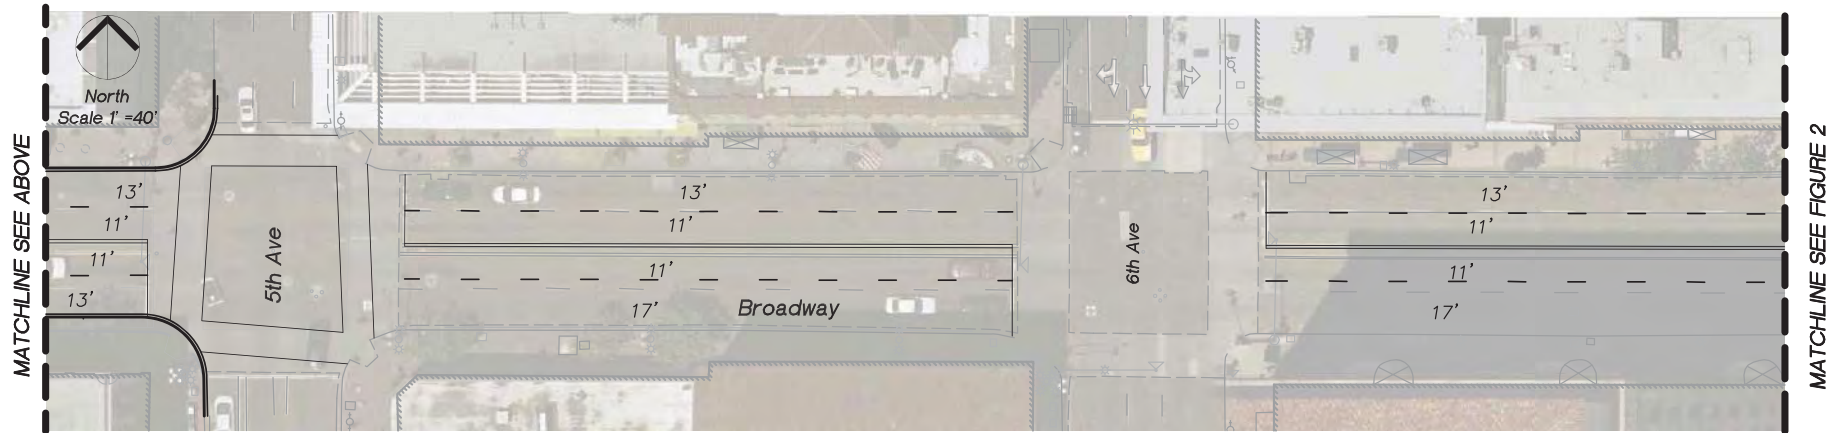 MATCHLINE SEE ABOVE
North
Scale 1' =40'
13'
11'
11'
13'
5th Ave
13'
11'
11'
17'
Broadway
6th Ave
13'
11'
11'
17'
MATCHLINE SEE FIGURE 2